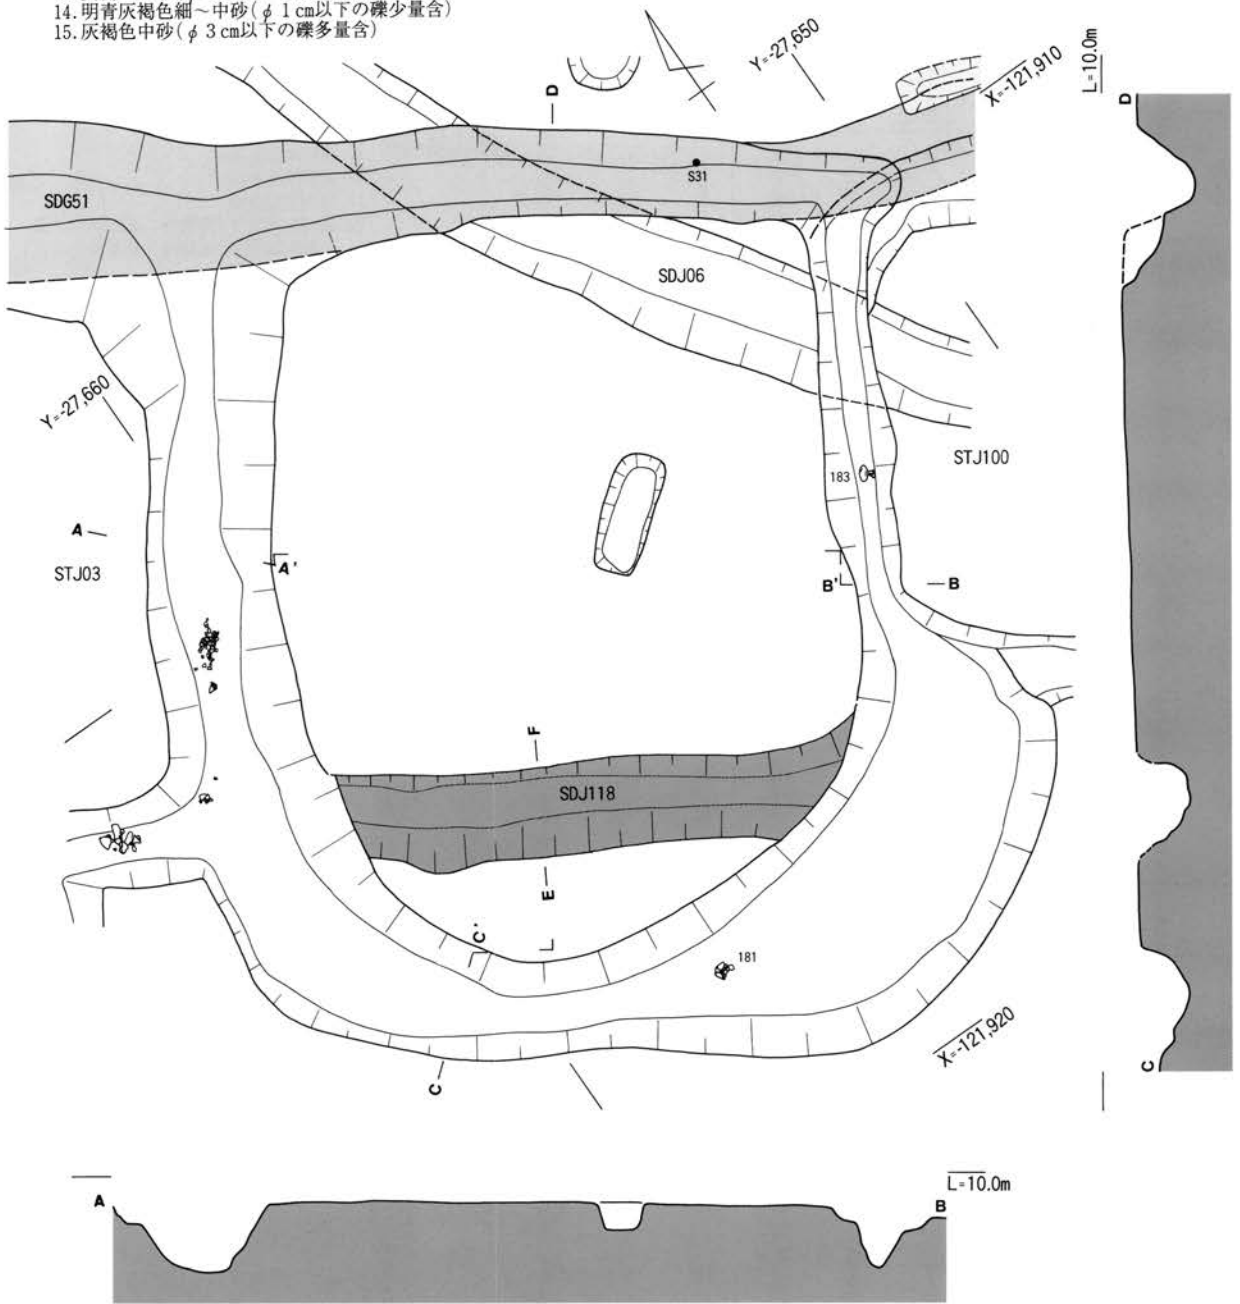 14.明青灰褐色細～中砂(φ1cm以下の礫少量含)
15.灰褐色中砂(φ3cm以下の礫多量含)
Y=-27,650
X=-121,910
L=10.0m
D
D
S31
SDG51
SDJ06
Y=-27,660
STJ100
183
A
A'
B'
B
STJ03
F
SDJ118
E
C'
181
X=-121,920
C
C
L=10.0m
A
B